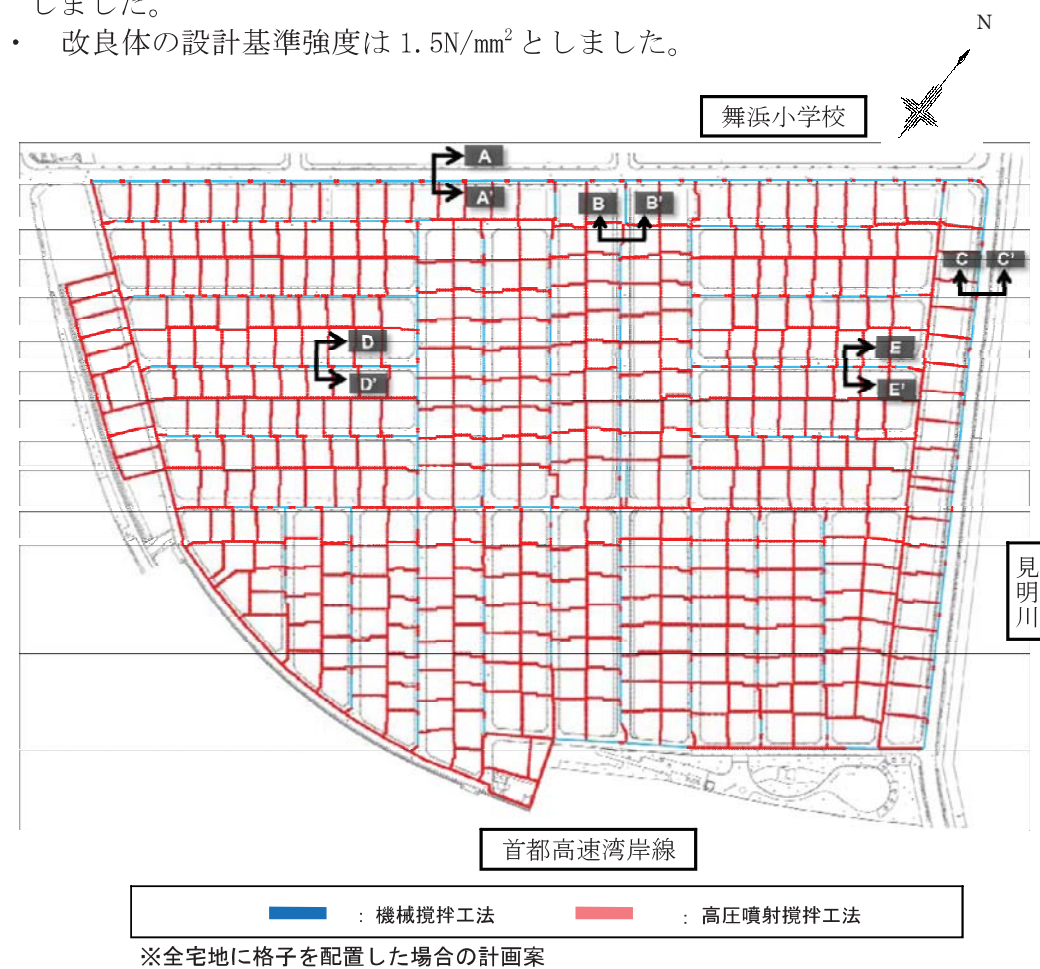 しました。
・ 改良体の設計基準強度は 1.5N/mm²としました。
N
舞浜小学校
A
A'
B B'
C C'
D
D'
E
E'
見明川
首都高速湾岸線
：機械撹拌工法 ：高圧噴射撹拌工法
※全宅地に格子を配置した場合の計画案